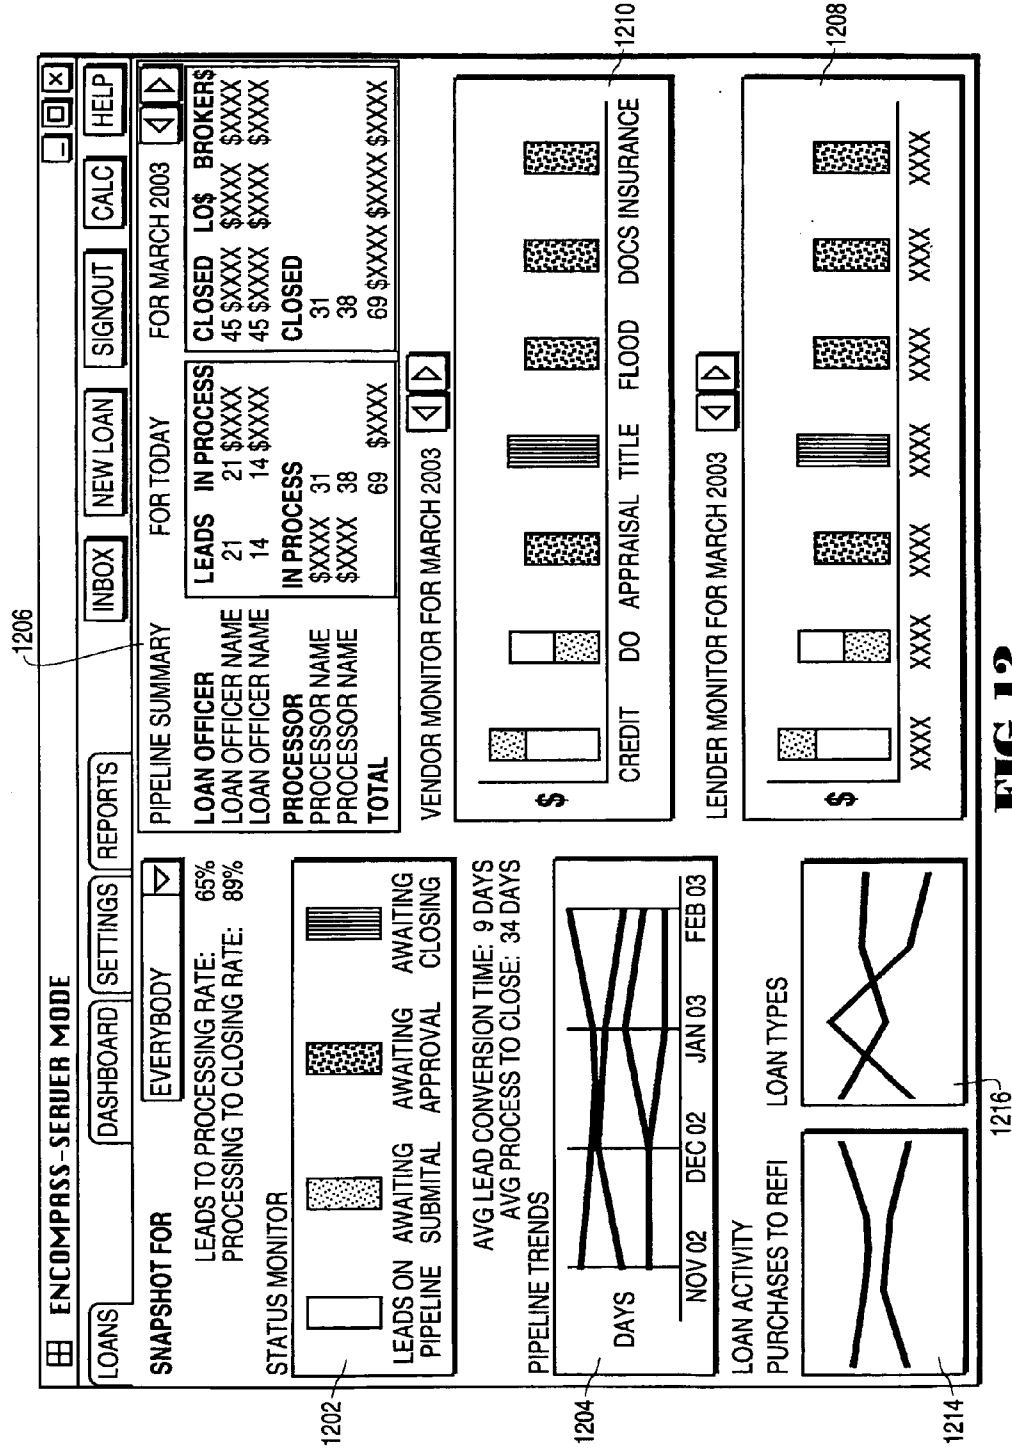 1206
ENCOMPASS-SERVER MODE
LOANS DASHBOARD SETTINGS REPORTS INBOX NEW LOAN SIGNOUT CALC HELP
SNAPSHOT FOR EVERYBODY
LEADS TO PROCESSING RATE: 65%
PROCESSING TO CLOSING RATE: 89%
STATUS MONITOR
LEADS ON PIPELINE
AWAITING SUBMITAL
AWAITING APPROVAL
AWAITING CLOSING
1202
AVG LEAD CONVERSION TIME: 9 DAYS
AVG PROCESS TO CLOSE: 34 DAYS
PIPELINE TRENDS
DAYS
NOV 02 DEC 02 JAN 03 FEB 03
1204
LOAN ACTIVITY
PURCHASES TO REFI LOAN TYPES
1214
1216
PIPELINE SUMMARY FOR TODAY FOR MARCH 2003
LOAN OFFICER LEADS IN PROCESS CLOSED LO$ BROKER$
LOAN OFFICER NAME 21 21 $XXXX 45 $XXXX $XXXX $XXXX
LOAN OFFICER NAME 14 14 $XXXX 45 $XXXX $XXXX $XXXX
PROCESSOR IN PROCESS CLOSED
PROCESSOR NAME $XXXX 31 31
PROCESSOR NAME $XXXX 38 38
TOTAL 69 $XXXX 69 $XXXX $XXXX $XXXX
VENDOR MONITOR FOR MARCH 2003
$
CREDIT DO APPRAISAL TITLE FLOOD DOCS INSURANCE
1210
LENDER MONITOR FOR MARCH 2003
$
XXXX XXXX XXXX XXXX XXXX XXXX XXXX
1208